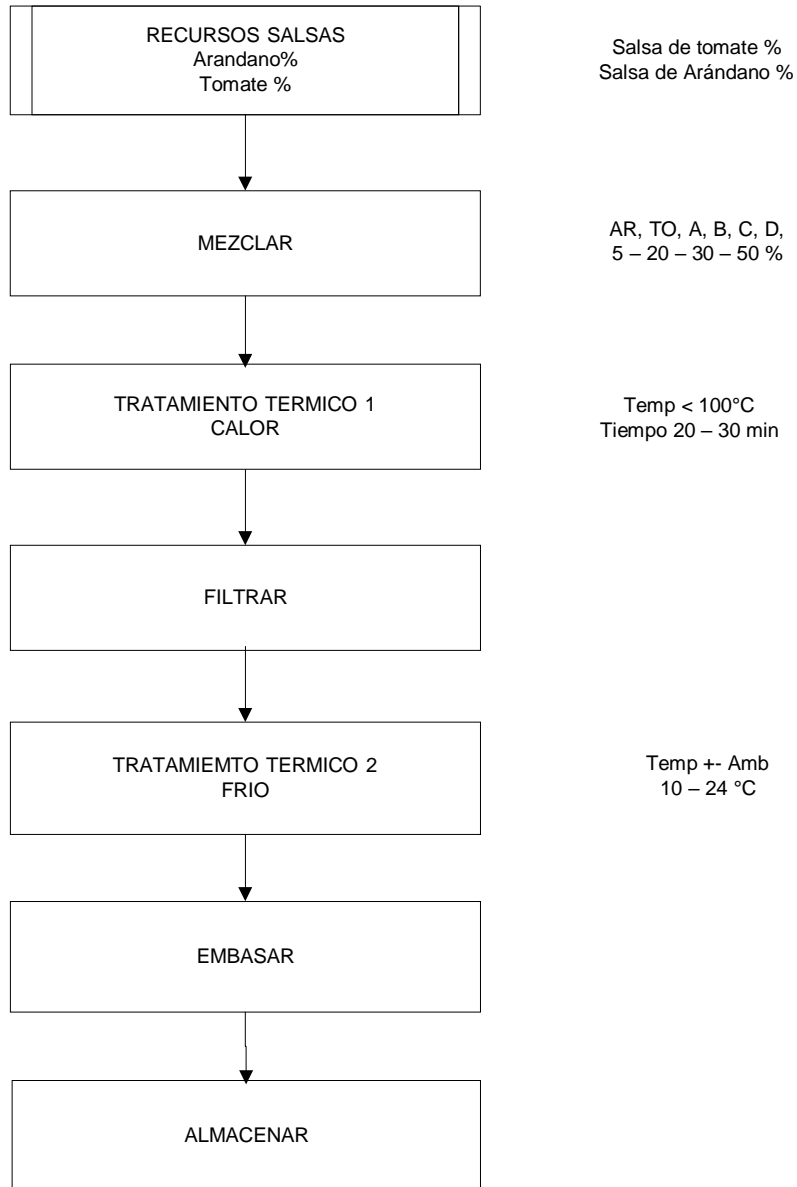 RECURSOS SALSAS
Arandano%
Tomate %
Salsa de tomate %
Salsa de Arándano %
MEZCLAR
AR, TO, A, B, C, D,
5 – 20 – 30 – 50 %
TRATAMIENTO TERMICO 1
CALOR
Temp < 100°C
Tiempo 20 – 30 min
FILTRAR
TRATAMIEMTO TERMICO 2
FRIO
Temp +- Amb
10 – 24 °C
EMBASAR
ALMACENAR